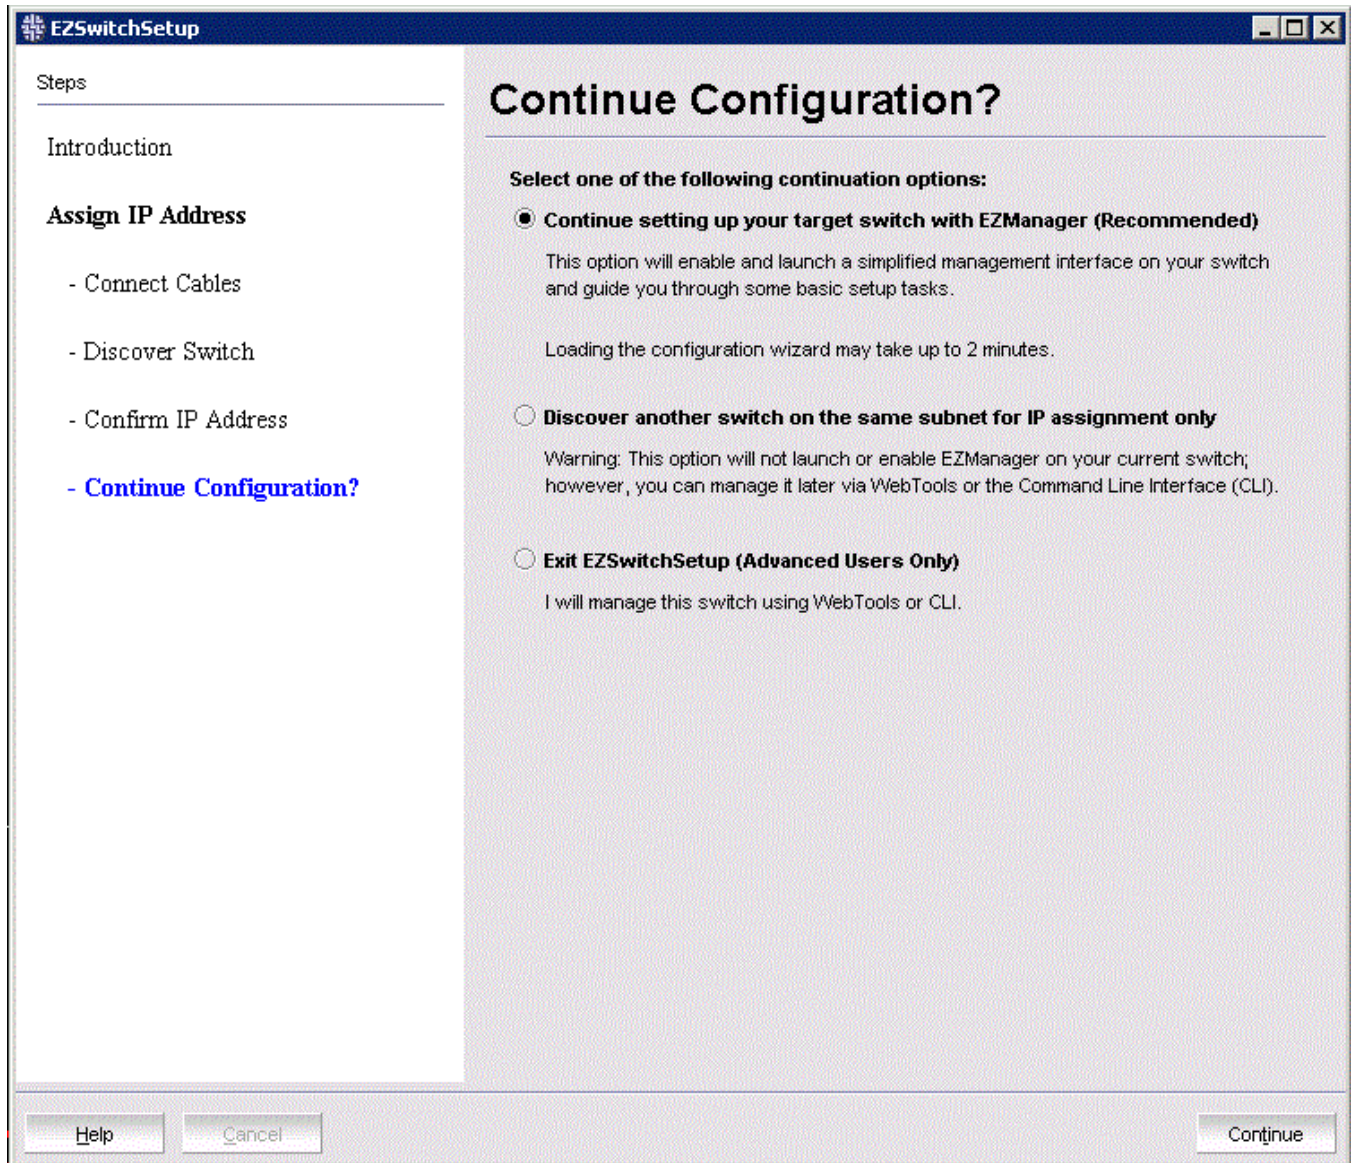 EZSwitchSetup
Steps
Introduction
Assign IP Address
- Connect Cables
- Discover Switch
- Confirm IP Address
- Continue Configuration?
Continue Configuration?
Select one of the following continuation options:
Continue setting up your target switch with EZManager (Recommended)
This option will enable and launch a simplified management interface on your switch
and guide you through some basic setup tasks.
Loading the configuration wizard may take up to 2 minutes.
Discover another switch on the same subnet for IP assignment only
Warning: This option will not launch or enable EZManager on your current switch;
however, you can manage it later via WebTools or the Command Line Interface (CLI).
Exit EZSwitchSetup (Advanced Users Only)
I will manage this switch using WebTools or CLI.
Help
Cancel
Continue